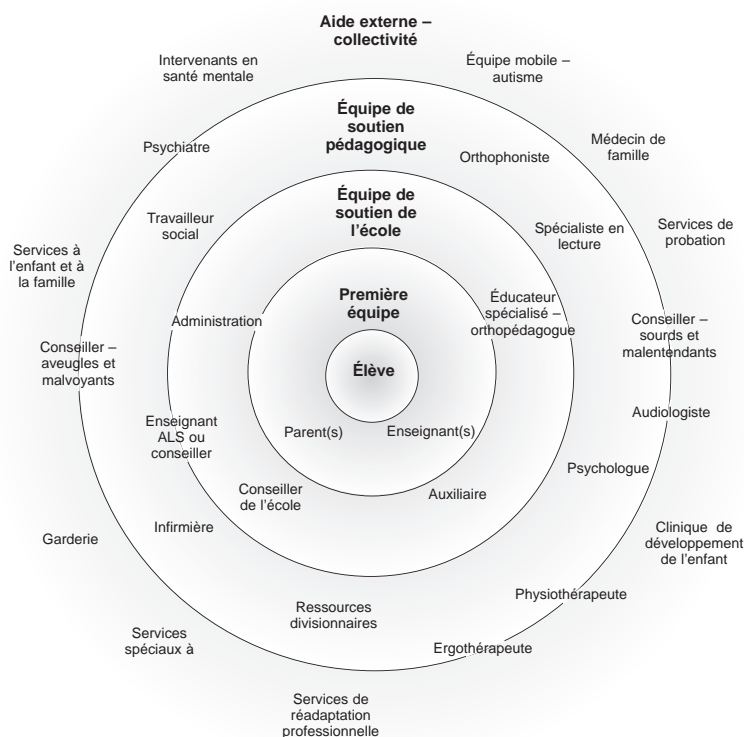 Aide externe –
collectivité
Intervenants en
santé mentale
Équipe mobile –
autisme
Équipe de
soutien
pédagogique
Psychiatre
Orthophoniste
Médecin de
famille
Équipe de
soutien de
l'école
Travailleur
social
Spécialiste en
lecture
Services de
probation
Services à
l'enfant et à
la famille
Première
équipe
Éducateur
spécialisé –
orthopédagogue
Administration
Conseiller –
sourds et
malentendants
Conseiller –
aveugles et
malvoyants
Élève
Audiologiste
Enseignant
ALS ou
conseiller
Parent(s)
Enseignant(s)
Psychologue
Conseiller
de l'école
Auxiliaire
Garderie
Infirmière
Clinique de
développement
de l'enfant
Physiothérapeute
Ressources
divisionnaires
Services
spéciaux à
Ergothérapeute
Services de
réadaptation
professionnelle